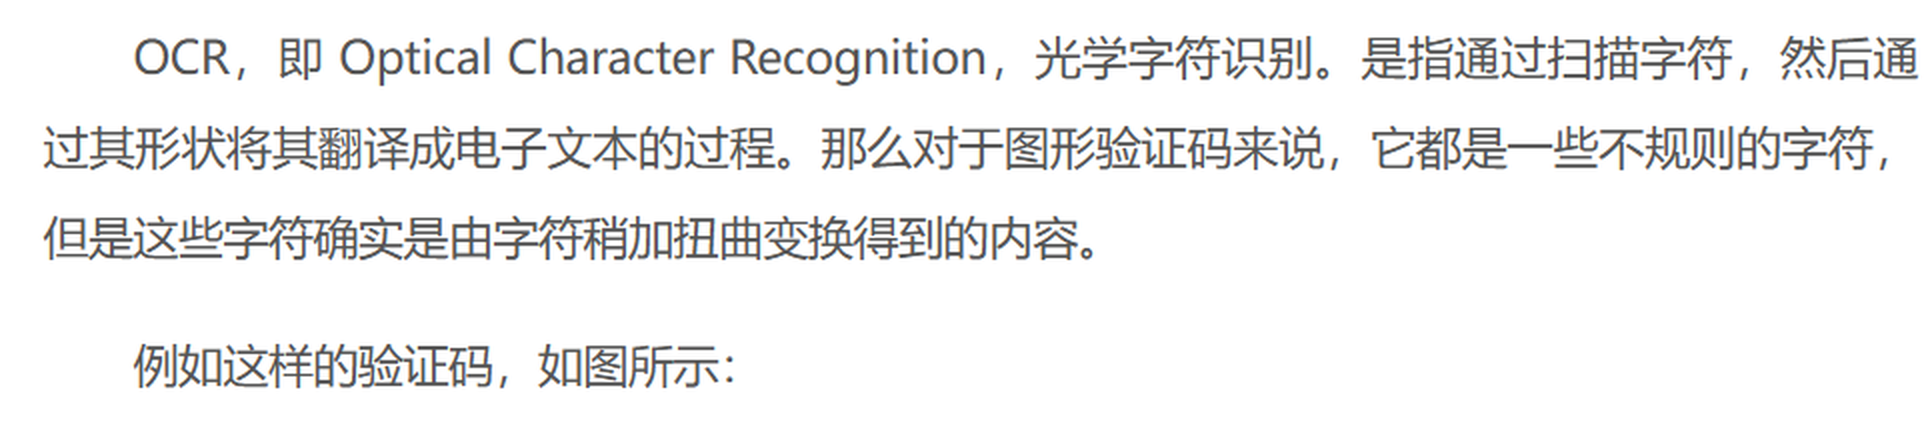 OCR，即 Optical Character Recognition，光学字符识别。是指通过扫描字符，然后通
过其形状将其翻译成电子文本的过程。那么对于图形验证码来说，它都是一些不规则的字符，
但是这些字符确实是由字符稍加扭曲变换得到的内容。
例如这样的验证码，如图所示：